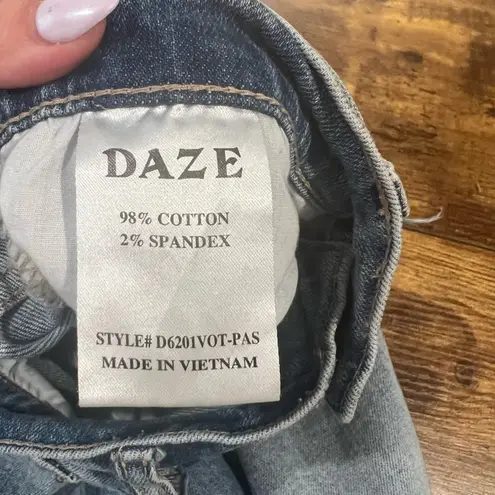 DAZE
98% COTTON
2% SPANDEX
STYLE# D6201VOT-PAS
MADE IN VIETNAM